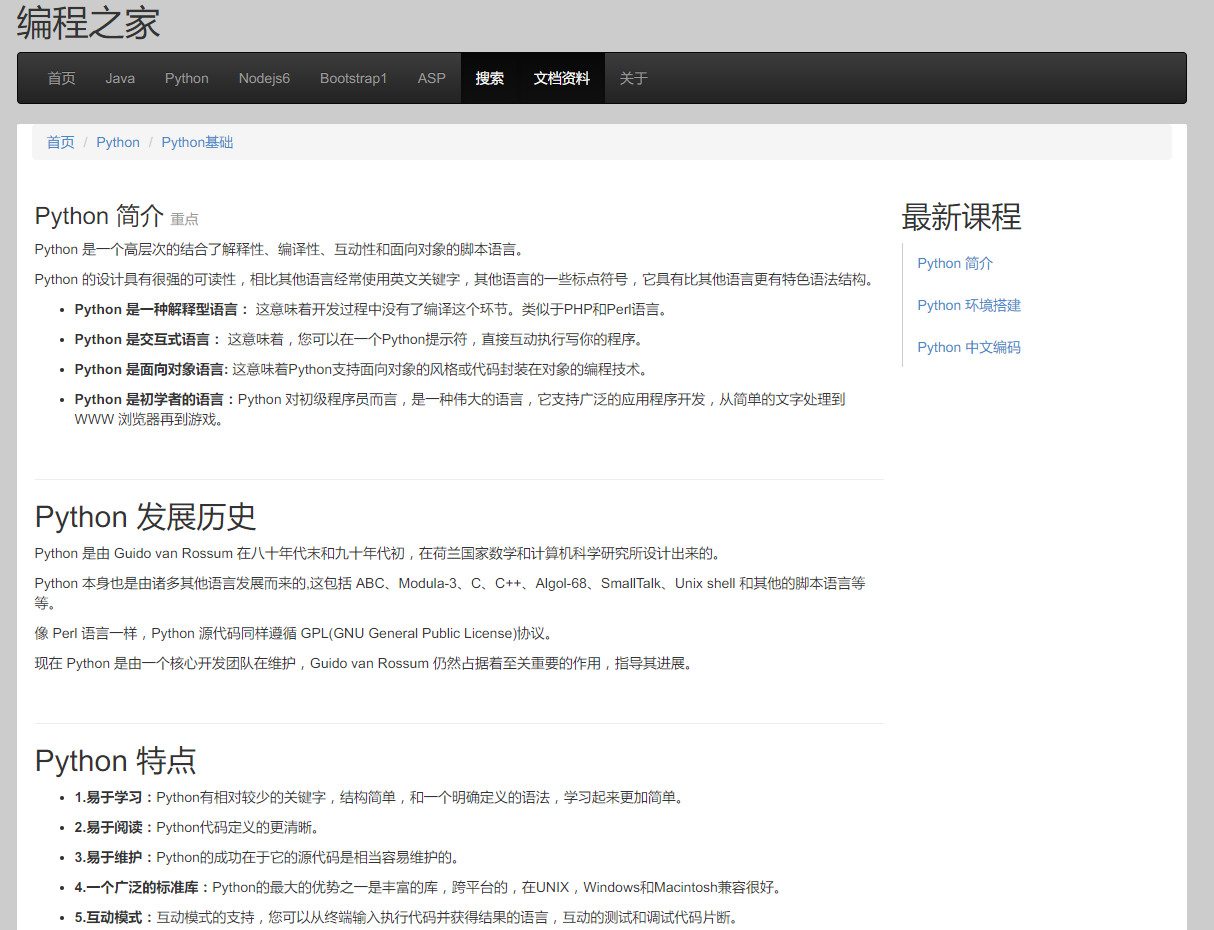 编程之家
首页 Java Python Nodejs6 Bootstrap1 ASP 搜索 文档资料 关于
首页 / Python / Python基础
Python 简介 重点
Python 是一个高层次的结合了解释性、编译性、互动性和面向对象的脚本语言。
Python 的设计具有很强的可读性，相比其他语言经常使用英文关键字，其他语言的一些标点符号，它具有比其他语言更有特色语法结构。
• Python 是一种解释型语言： 这意味着开发过程中没有了编译这个环节。类似于PHP和Perl语言。
• Python 是交互式语言： 这意味着，您可以在一个Python提示符，直接互动执行写你的程序。
• Python 是面向对象语言: 这意味着Python支持面向对象的风格或代码封装在对象的编程技术。
• Python 是初学者的语言：Python 对初级程序员而言，是一种伟大的语言，它支持广泛的应用程序开发，从简单的文字处理到
WWW 浏览器再到游戏。
Python 发展历史
Python 是由 Guido van Rossum 在八十年代末和九十年代初，在荷兰国家数学和计算机科学研究所设计出来的。
Python 本身也是由诸多其他语言发展而来的,这包括 ABC、Modula-3、C、C++、Algol-68、SmallTalk、Unix shell 和其他的脚本语言等
等。
像 Perl 语言一样，Python 源代码同样遵循 GPL(GNU General Public License)协议。
现在 Python 是由一个核心开发团队在维护，Guido van Rossum 仍然占据着至关重要的作用，指导其进展。
Python 特点
• 1.易于学习：Python有相对较少的关键字，结构简单，和一个明确定义的语法，学习起来更加简单。
• 2.易于阅读：Python代码定义的更清晰。
• 3.易于维护：Python的成功在于它的源代码是相当容易维护的。
• 4.一个广泛的标准库：Python的最大的优势之一是丰富的库，跨平台的，在UNIX，Windows和Macintosh兼容很好。
• 5.互动模式：互动模式的支持，您可以从终端输入执行代码并获得结果的语言，互动的测试和调试代码片断。
最新课程
Python 简介
Python 环境搭建
Python 中文编码